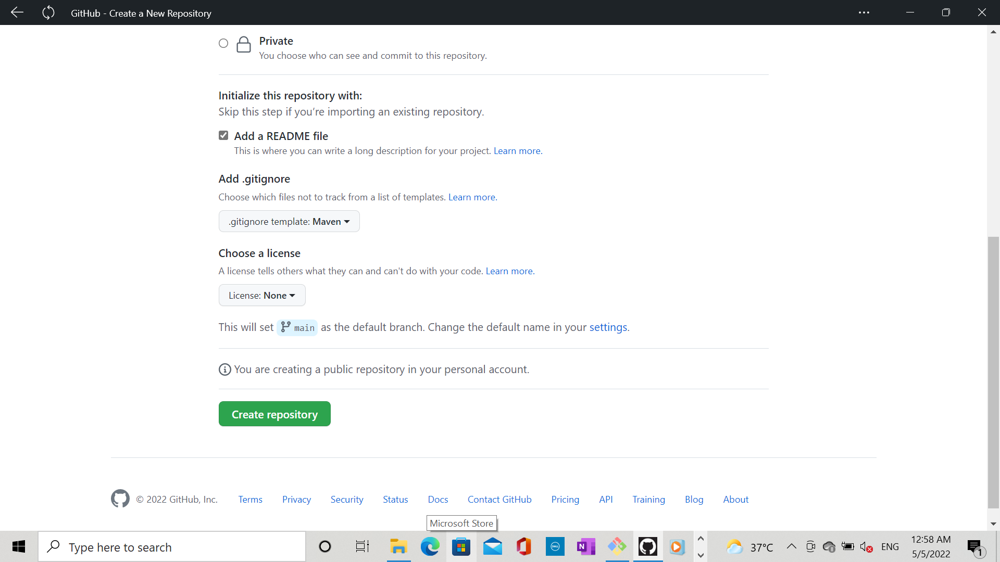 GitHub - Create a New Repository
Private
You choose who can see and commit to this repository.
Initialize this repository with:
Skip this step if you’re importing an existing repository.
Add a README file
This is where you can write a long description for your project. Learn more.
Add .gitignore
Choose which files not to track from a list of templates. Learn more.
.gitignore template: Maven
Choose a license
A license tells others what they can and can't do with your code. Learn more.
License: None
This will set main as the default branch. Change the default name in your settings.
You are creating a public repository in your personal account.
Create repository
© 2022 GitHub, Inc. Terms Privacy Security Status Docs Contact GitHub Pricing API Training Blog About
Microsoft Store
Type here to search
DELL
N
37°C
ENG
12:58 AM
5/5/2022
1